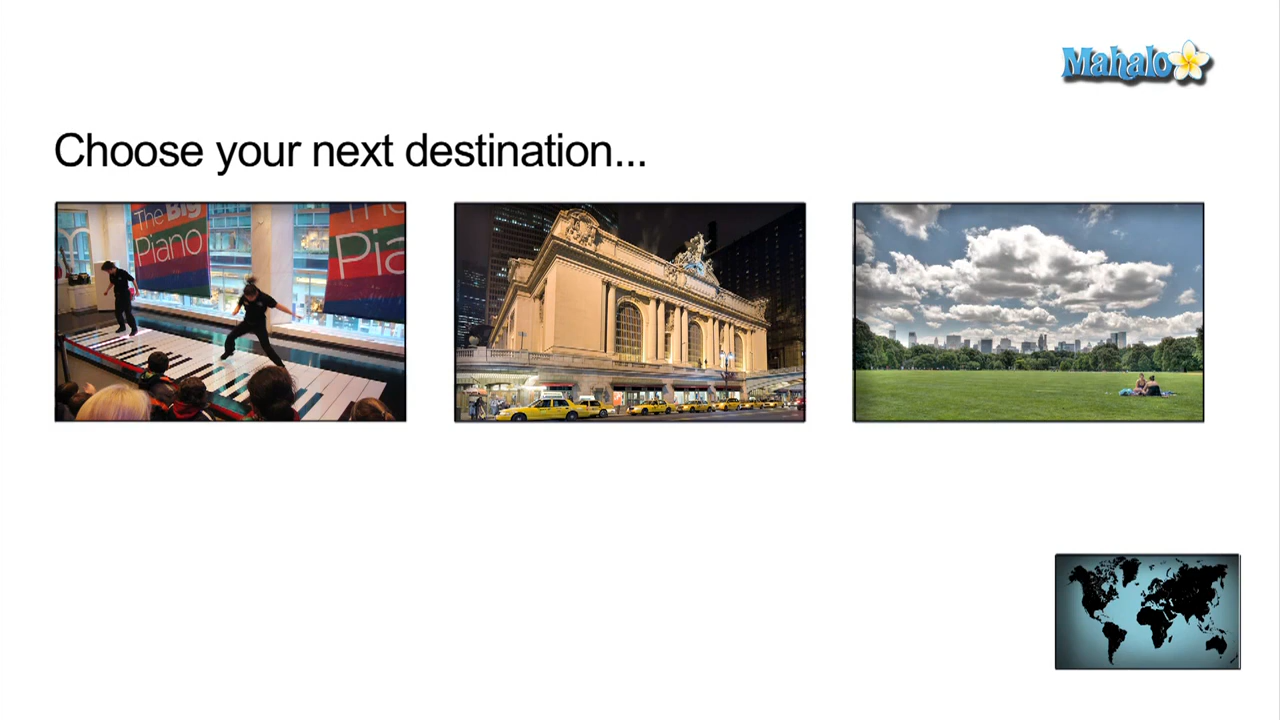 Mahalo
Choose your next destination...
The Big
Piano
The
Pia